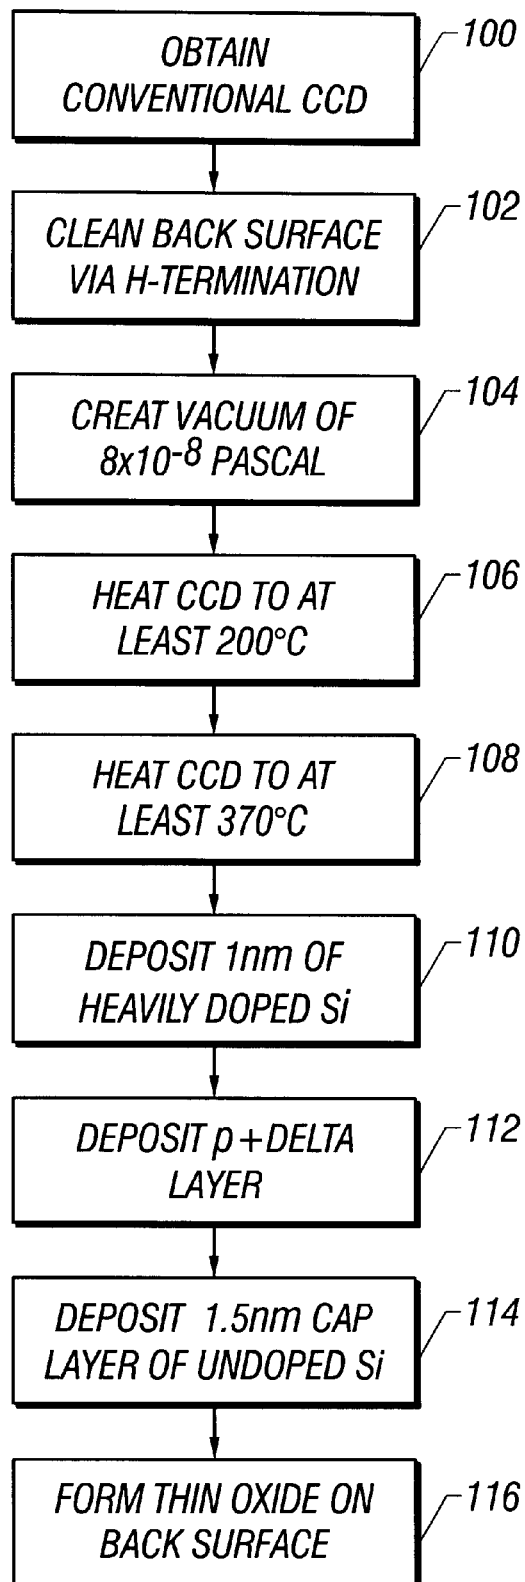 OBTAIN
CONVENTIONAL CCD
100
CLEAN BACK SURFACE
VIA H-TERMINATION
102
CREAT VACUUM OF
8x10-8 PASCAL
104
HEAT CCD TO AT
LEAST 200°C
106
HEAT CCD TO AT
LEAST 370°C
108
DEPOSIT 1nm OF
HEAVILY DOPED Si
110
DEPOSIT p+DELTA
LAYER
112
DEPOSIT 1.5nm CAP
LAYER OF UNDOPED Si
114
FORM THIN OXIDE ON
BACK SURFACE
116